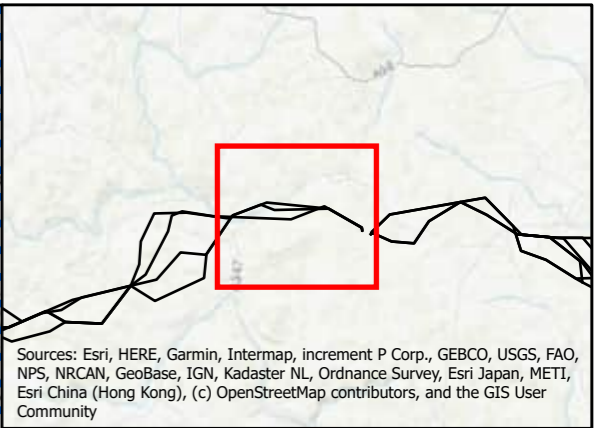 A68
Sources: Esri, HERE, Garmin, Intermap, increment P Corp., GEBCO, USGS, FAO,
NPS, NRCAN, GeoBase, IGN, Kadaster NL, Ordnance Survey, Esri Japan, METI,
Esri China (Hong Kong), (c) OpenStreetMap contributors, and the GIS User
Community